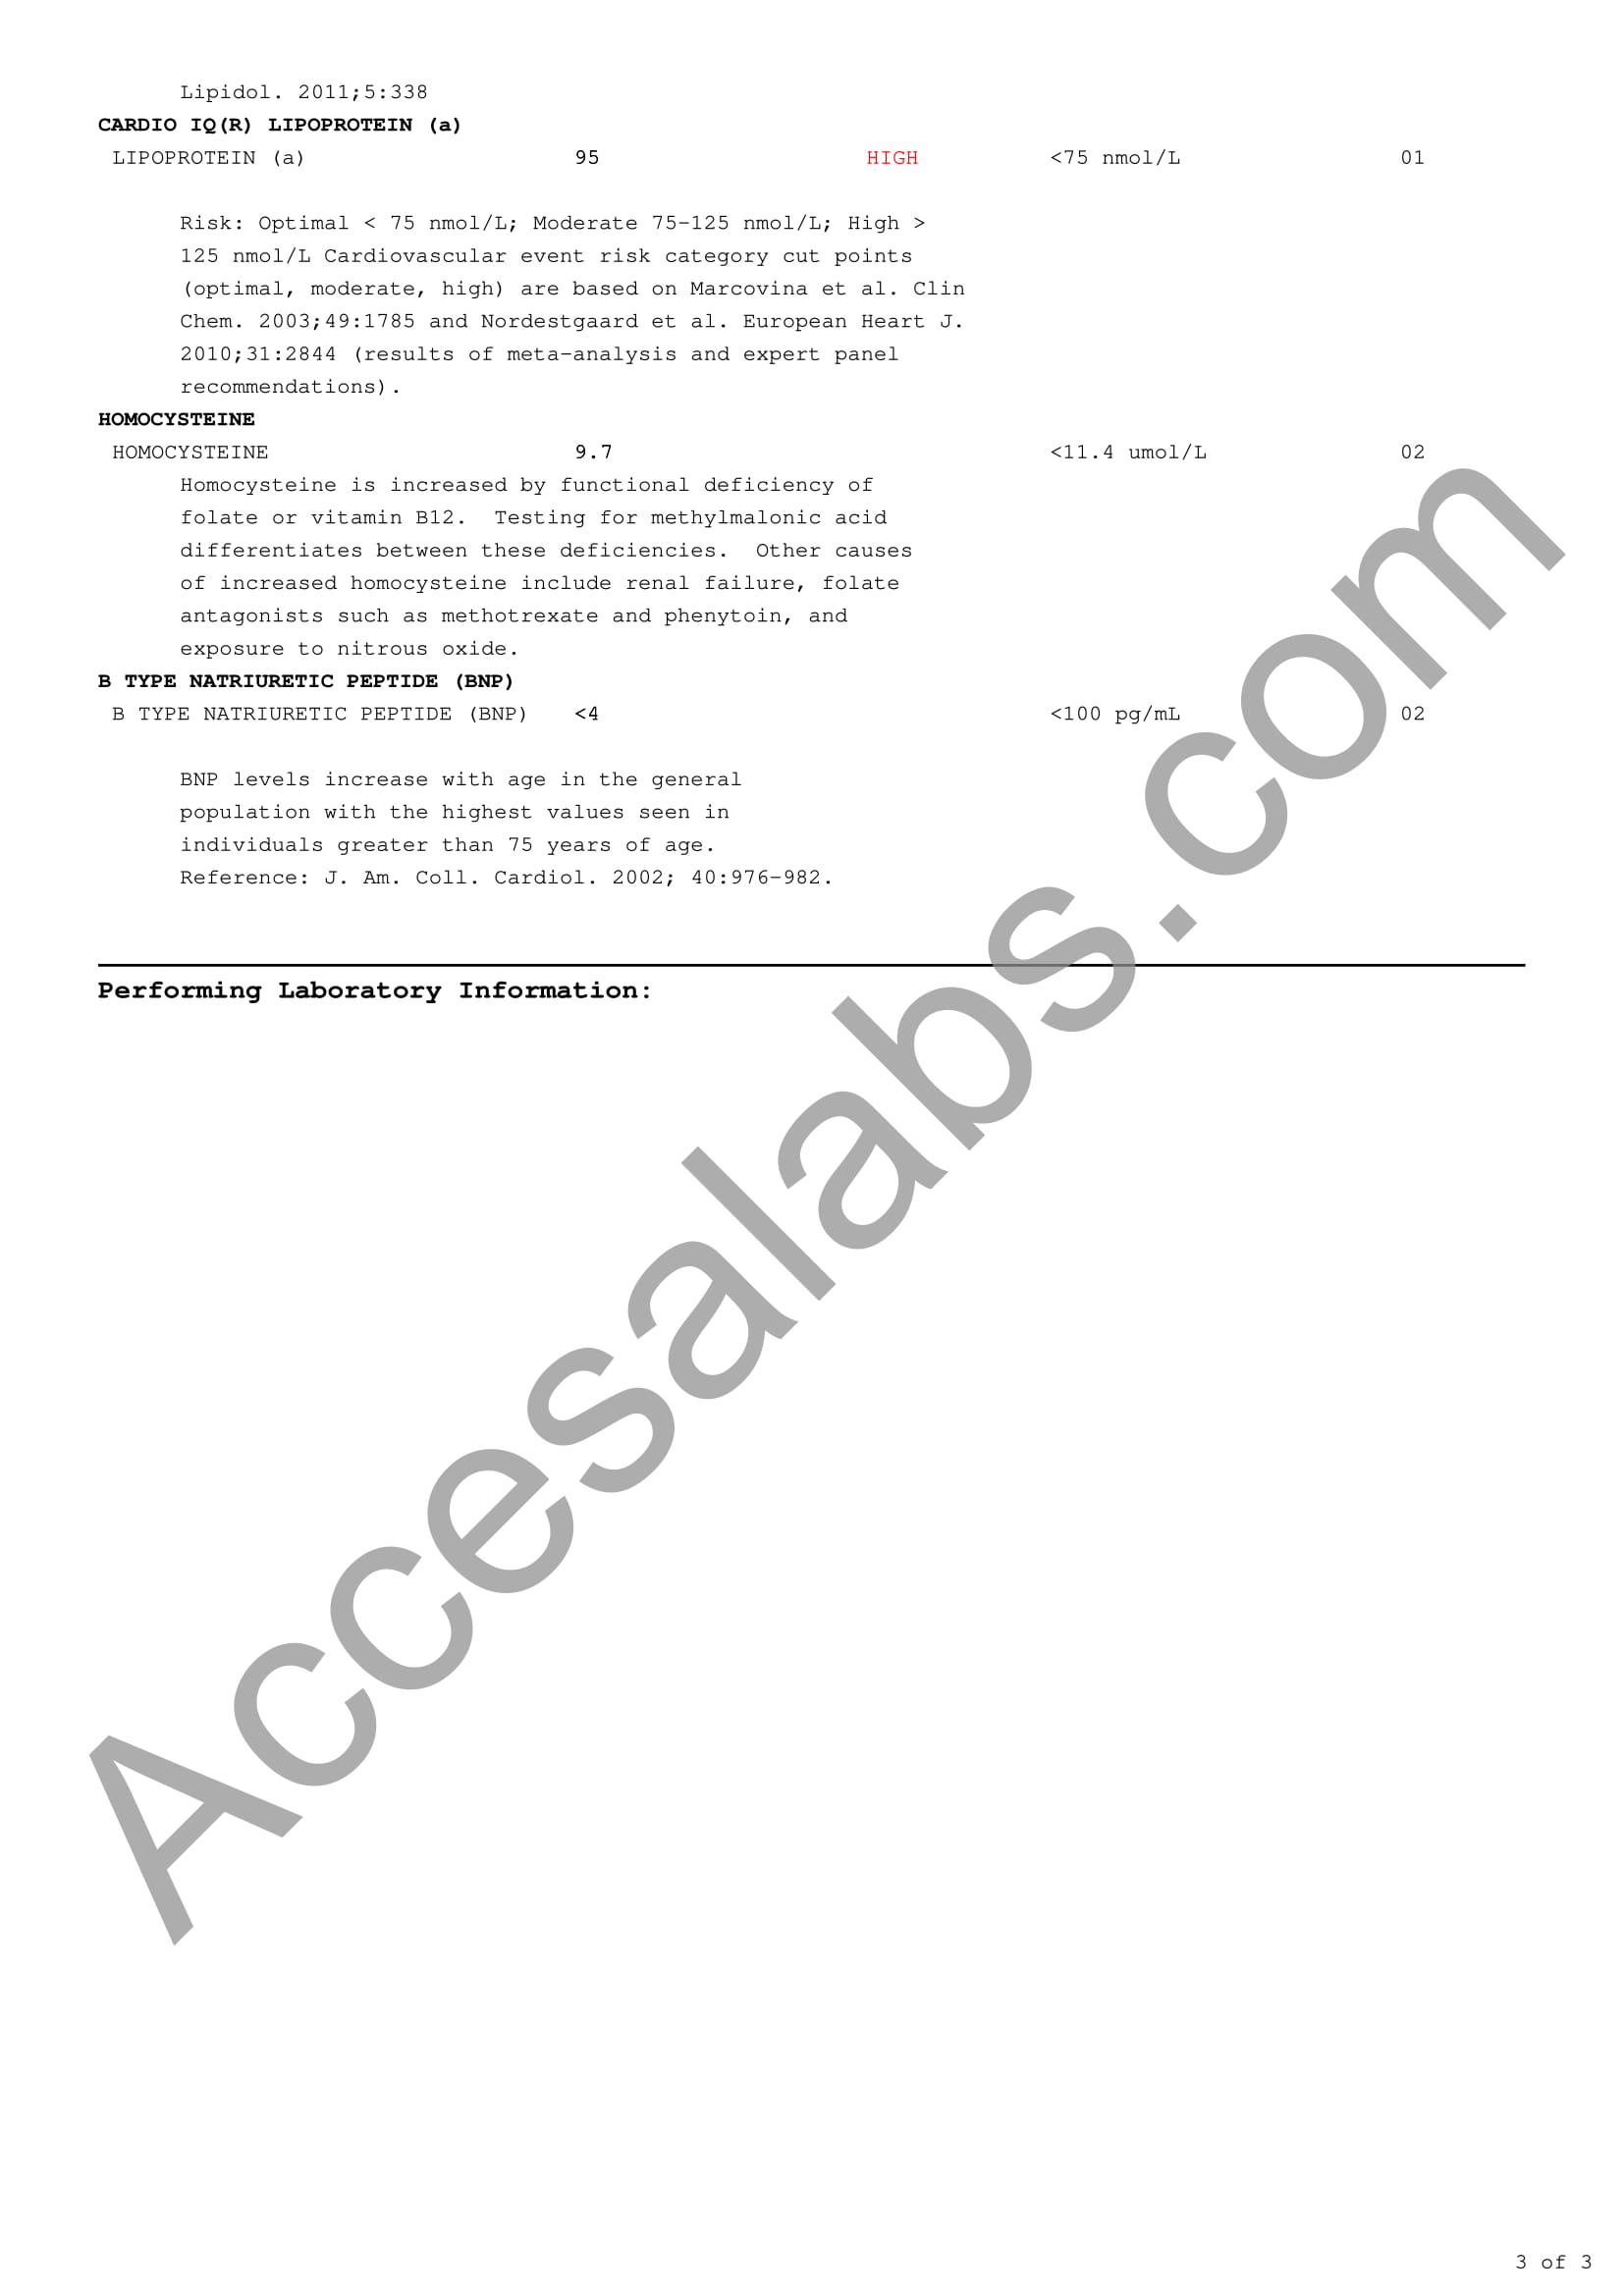 Lipidol. 2011;5:338
CARDIO IQ(R) LIPOPROTEIN (a)
LIPOPROTEIN (a) 95 HIGH <75 nmol/L 01
Risk: Optimal < 75 nmol/L; Moderate 75-125 nmol/L; High >
125 nmol/L Cardiovascular event risk category cut points
(optimal, moderate, high) are based on Marcovina et al. Clin
Chem. 2003;49:1785 and Nordestgaard et al. European Heart J.
2010;31:2844 (results of meta-analysis and expert panel
recommendations).
HOMOCYSTEINE
HOMOCYSTEINE 9.7 <11.4 umol/L 02
Homocysteine is increased by functional deficiency of
folate or vitamin B12. Testing for methylmalonic acid
differentiates between these deficiencies. Other causes
of increased homocysteine include renal failure, folate
antagonists such as methotrexate and phenytoin, and
exposure to nitrous oxide.
B TYPE NATRIURETIC PEPTIDE (BNP)
B TYPE NATRIURETIC PEPTIDE (BNP) <4 <100 pg/mL 02
BNP levels increase with age in the general
population with the highest values seen in
individuals greater than 75 years of age.
Reference: J. Am. Coll. Cardiol. 2002; 40:976-982.
Performing Laboratory Information:
Accesalabs.com
3 of 3